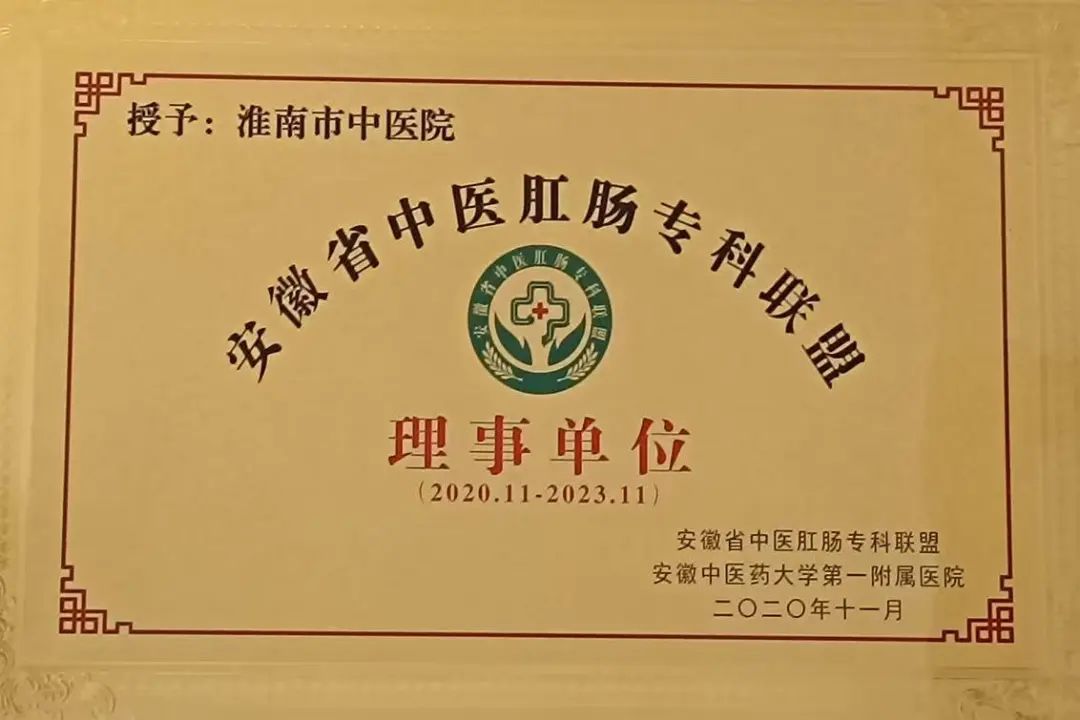 授予：淮南市中医院
安徽省中医肛肠专科联盟
安徽省中医肛肠专科联盟
理事单位
（2020.11-2023.11）
安徽省中医肛肠专科联盟
安徽中医药大学第一附属医院
二〇二〇年十一月